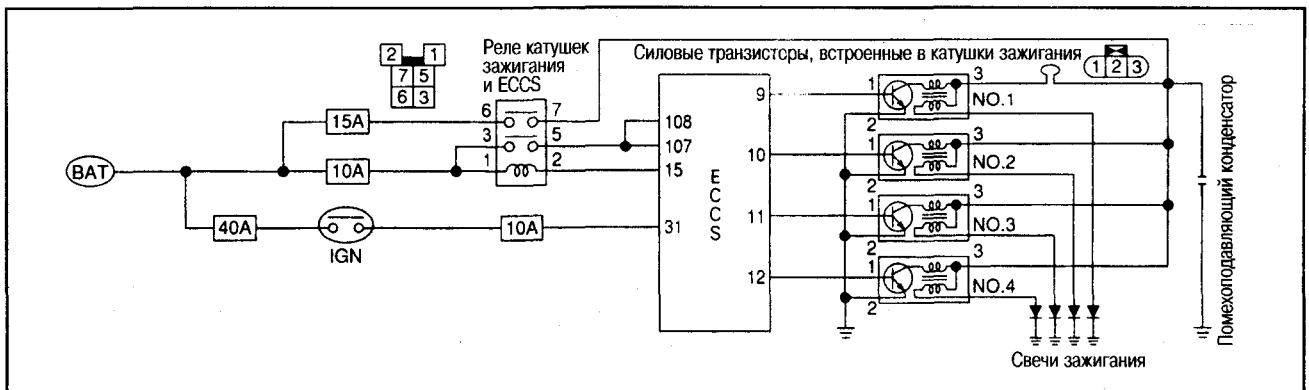 Реле катушек
зажигания
и ECCS
Силовые транзисторы, встроенные в катушки зажигания
2 1
7 5
6 3
1 2 3
15A
6 7
3 5
1 2
10A
BAT
40A
IGN
10A
108
107
15
31
ECCS
9
10
11
12
1 3
NO.1
2
1 3
NO.2
2
1 3
NO.3
2
1 3
NO.4
2
Свечи зажигания
Помехоподавляющий конденсатор